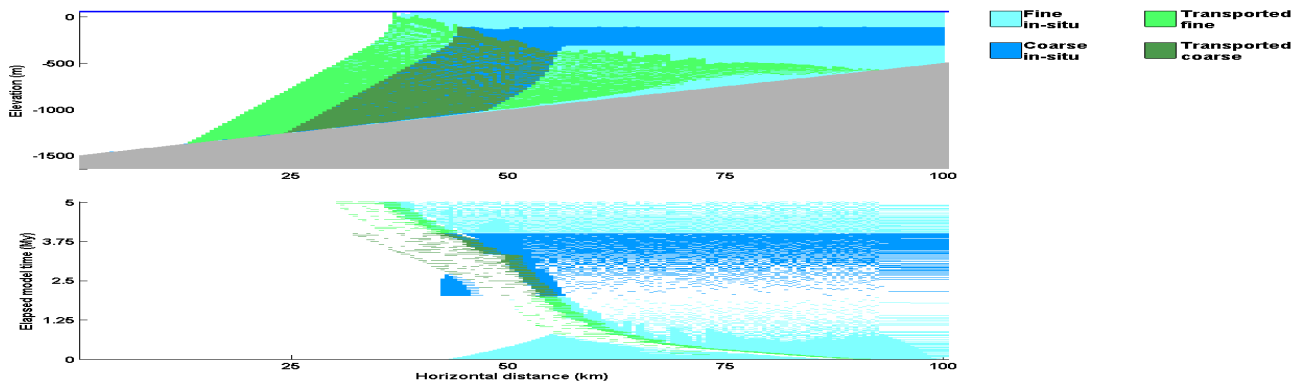 0
-500
-1000
-1500
Elevation (m)
25
50
75
100
Fine
in-situ
Transported
fine
Coarse
in-situ
Transported
coarse
5
3.75
2.5
1.25
0
Elapsed model time (My)
25
50
75
100
Horizontal distance (km)